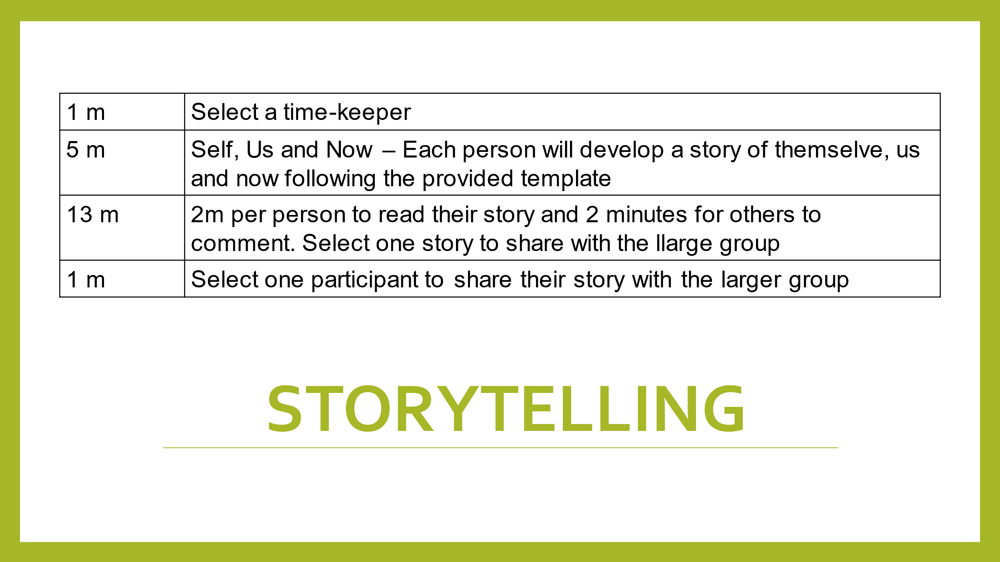 1 m Select a time-keeper
5 m Self, Us and Now – Each person will develop a story of themselve, us
and now following the provided template
13 m 2m per person to read their story and 2 minutes for others to
comment. Select one story to share with the llarge group
1 m Select one participant to share their story with the larger group
STORYTELLING